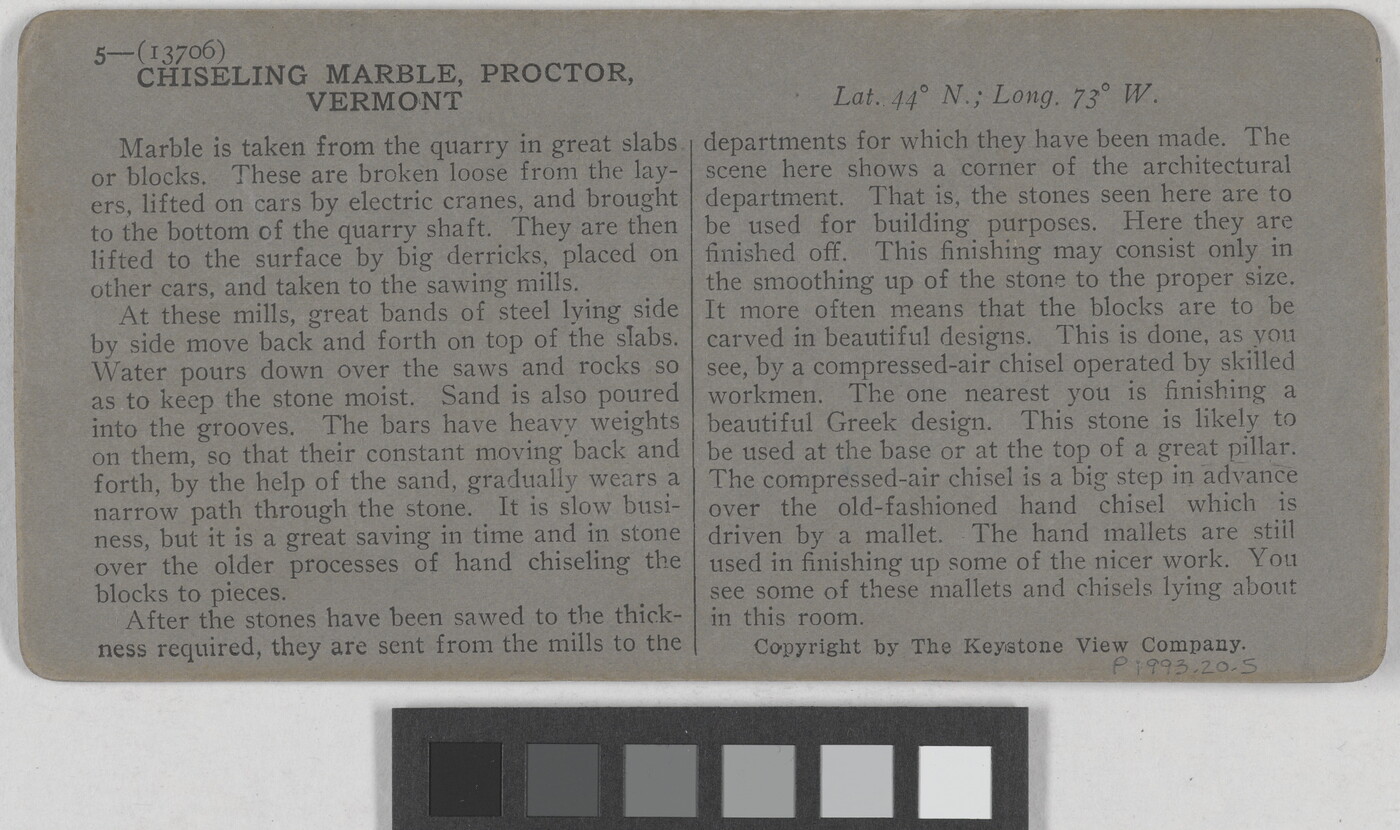 5—(13706)
CHISELING MARBLE, PROCTOR,
VERMONT
Lat. 44° N.; Long. 73° W.
Marble is taken from the quarry in great slabs
or blocks. These are broken loose from the lay-
ers, lifted on cars by electric cranes, and brought
to the bottom of the quarry shaft. They are then
lifted to the surface by big derricks, placed on
other cars, and taken to the sawing mills.
At these mills, great bands of steel lying side
by side move back and forth on top of the slabs.
Water pours down over the saws and rocks so
as to keep the stone moist. Sand is also poured
into the grooves. The bars have heavy weights
on them, so that their constant moving back and
forth, by the help of the sand, gradually wears a
narrow path through the stone. It is slow busi-
ness, but it is a great saving in time and in stone
over the older processes of hand chiseling the
blocks to pieces.
After the stones have been sawed to the thick-
ness required, they are sent from the mills to the
departments for which they have been made. The
scene here shows a corner of the architectural
department. That is, the stones seen here are to
be used for building purposes. Here they are
finished off. This finishing may consist only in
the smoothing up of the stone to the proper size.
It more often means that the blocks are to be
carved in beautiful designs. This is done, as you
see, by a compressed-air chisel operated by skilled
workmen. The one nearest you is finishing a
beautiful Greek design. This stone is likely to
be used at the base or at the top of a great pillar.
The compressed-air chisel is a big step in advance
over the old-fashioned hand chisel which is
driven by a mallet. The hand mallets are still
used in finishing up some of the nicer work. You
see some of these mallets and chisels lying about
in this room.
Copyright by The Keystone View Company.
P1993.20.5